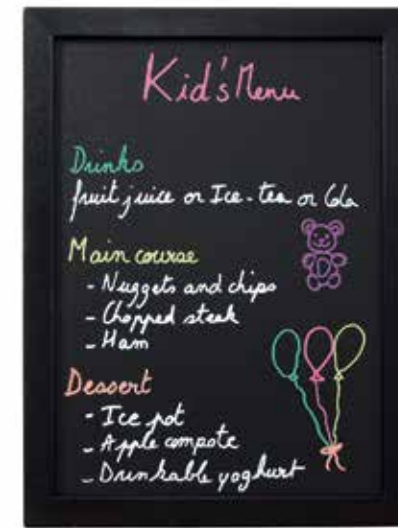 Kid's Menu
Drinks
fruit juice or Ice-tea or Cola
Main course
- Nuggets and chips
- Chopped steak
- Ham
Dessert
- Ice pot
- Apple compote
- Drinkable yoghurt